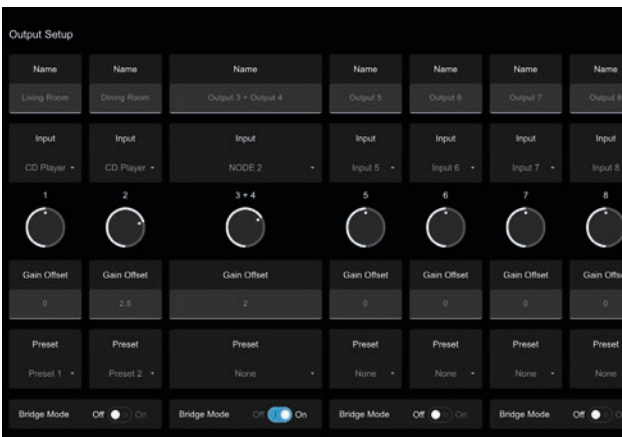 Output Setup
Name Name Name Name Name Name Name
Living Room Dining Room Output 3 + Output 4 Output 5 Output 6 Output 7 Output 8
Input Input Input Input Input Input Input
CD Player CD Player NODE 2 Input 5 Input 6 Input 7 Input 8
1 2 3 + 4 5 6 7 8
Gain Offset Gain Offset Gain Offset Gain Offset Gain Offset Gain Offset Gain Offs
0 2.5 2 0 0 0 0
Preset Preset Preset Preset Preset Preset Preset
Preset 1 Preset 2 None None None None None
Bridge Mode Off On Bridge Mode Off On Bridge Mode Off On Bridge Mode Off